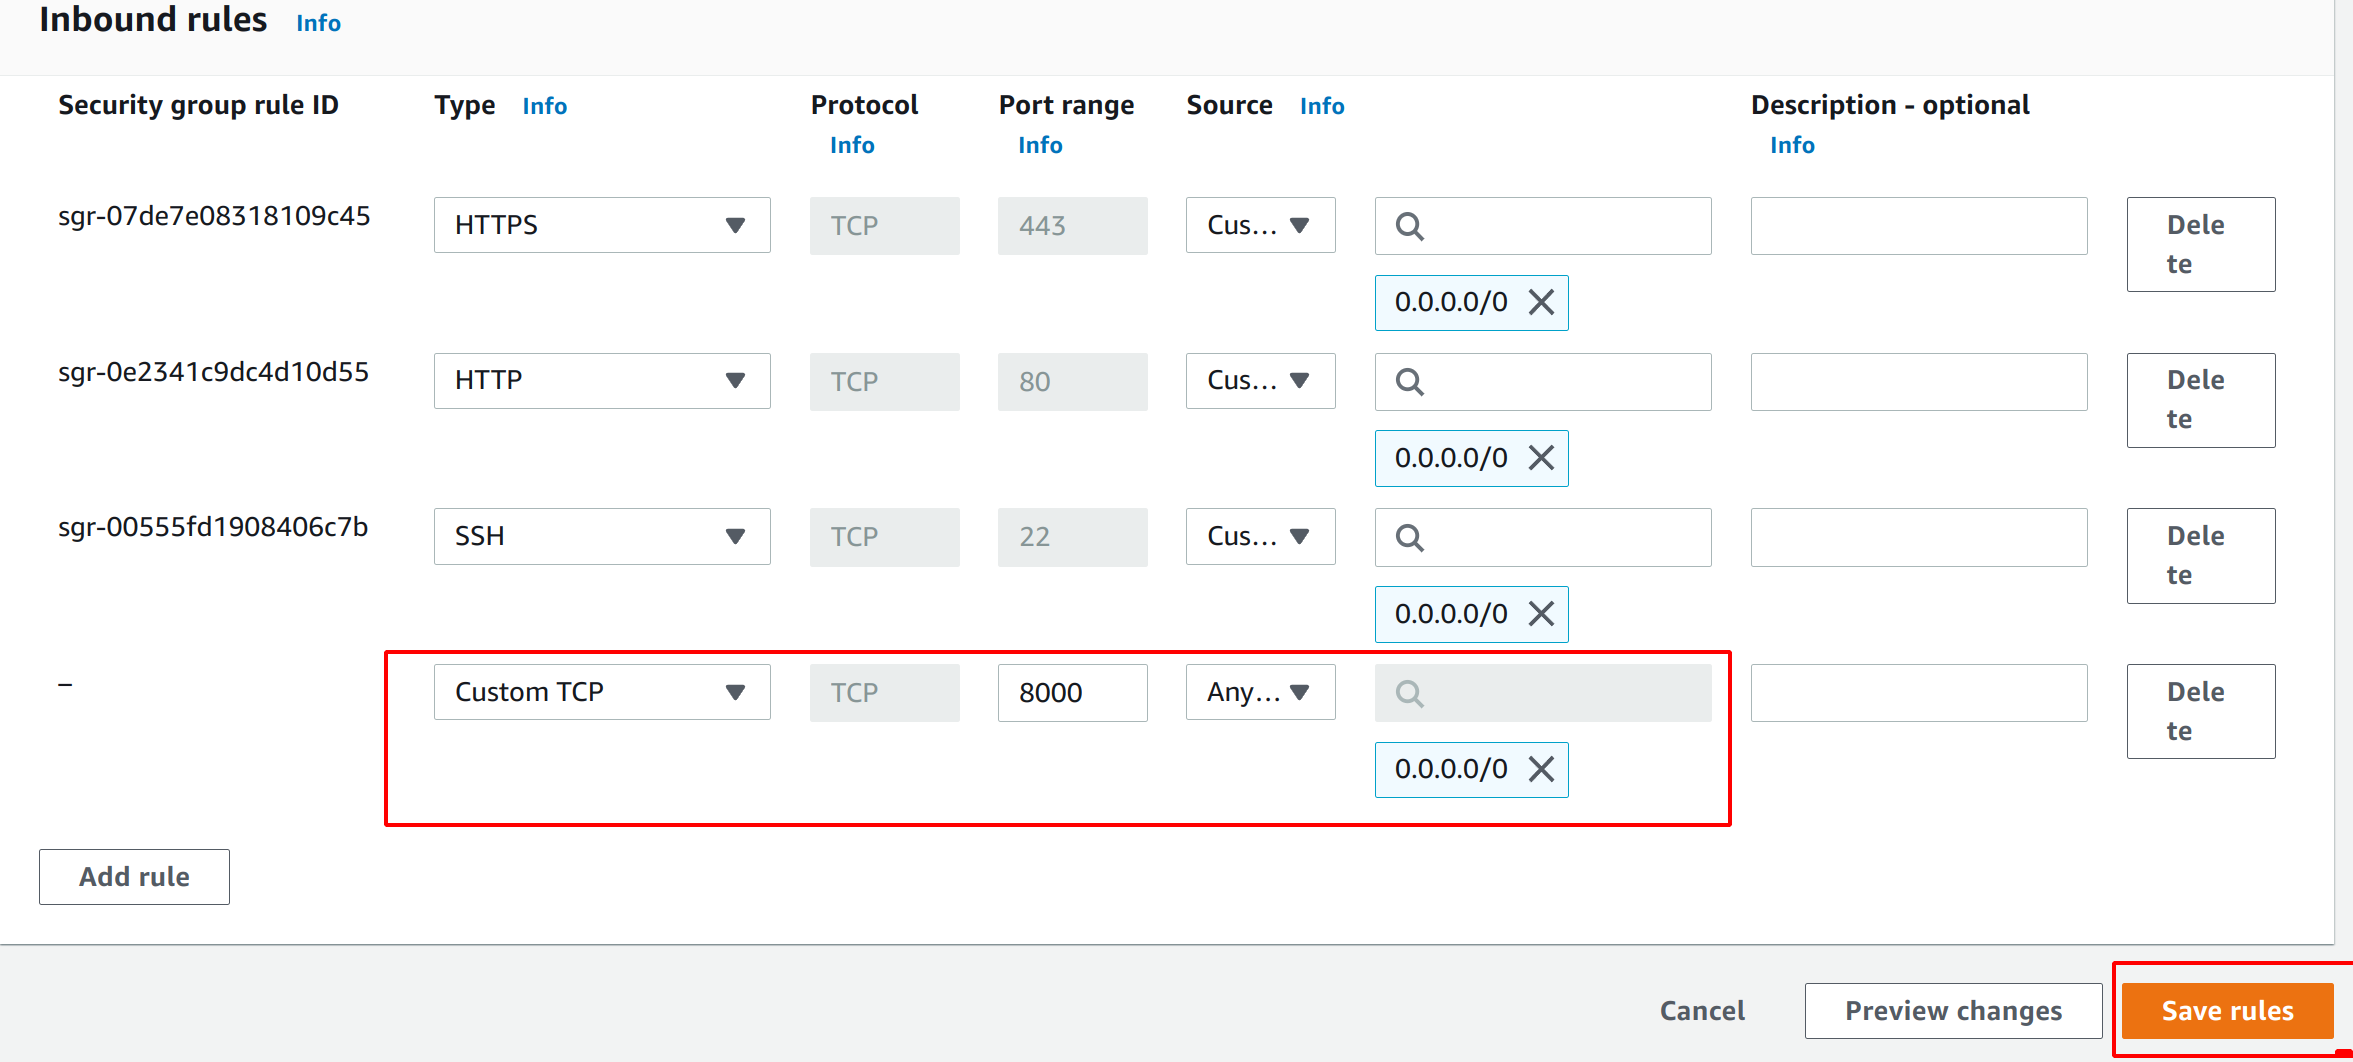 Inbound rules Info
Security group rule ID Type Info Protocol Info Port range Info Source Info Description - optional Info
sgr-07de7e08318109c45 HTTPS TCP 443 Cus... Delete
0.0.0.0/0
sgr-0e2341c9dc4d10d55 HTTP TCP 80 Cus... Delete
0.0.0.0/0
sgr-00555fd1908406c7b SSH TCP 22 Cus... Delete
0.0.0.0/0
– Custom TCP TCP 8000 Any... Delete
0.0.0.0/0
Add rule
Cancel Preview changes Save rules